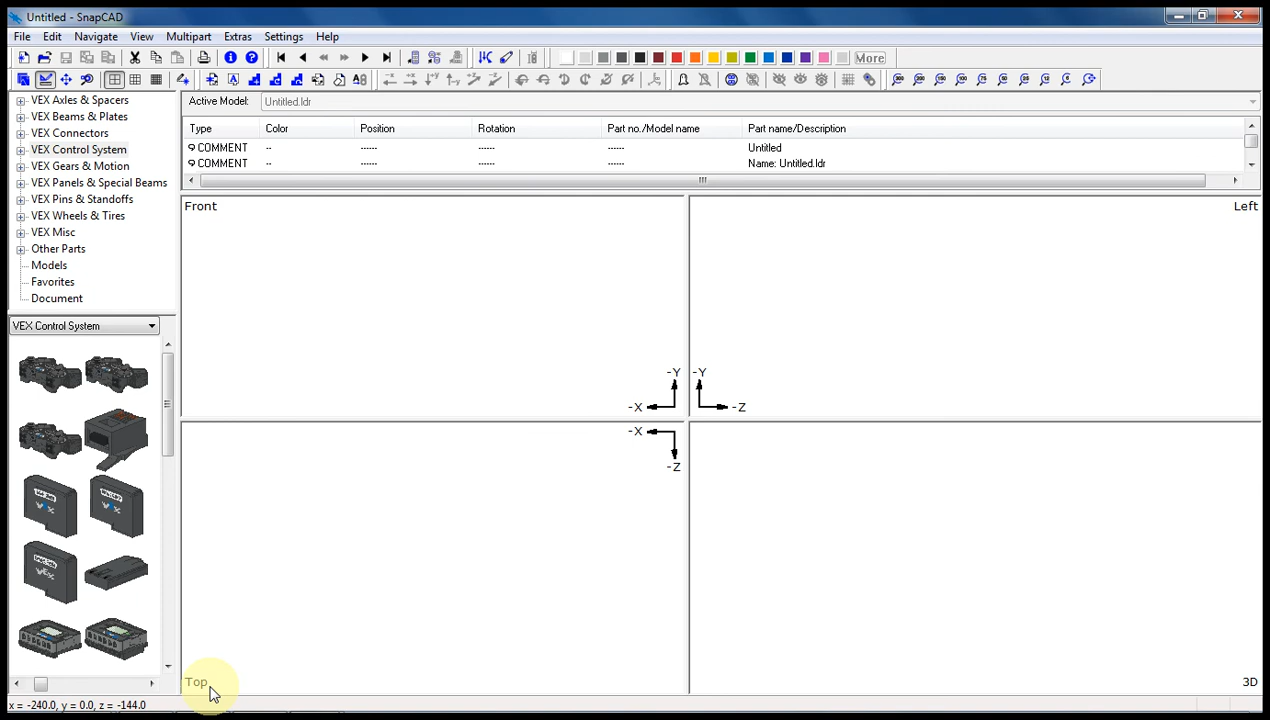 Untitled - SnapCAD
File Edit Navigate View Multipart Extras Settings Help
More
VEX Axles & Spacers
VEX Beams & Plates
VEX Connectors
VEX Control System
VEX Gears & Motion
VEX Panels & Special Beams
VEX Pins & Standoffs
VEX Wheels & Tires
VEX Misc
Other Parts
Models
Favorites
Document
VEX Control System
Active Model: Untitled.ldr
Type Color Position Rotation Part no./Model name Part name/Description
COMMENT -- ------ ------ ------ Untitled
COMMENT -- ------ ------ ------ Name: Untitled.ldr
Front
Left
-Y
-X
-Y
-Z
-X
-Z
Top
3D
x = -240.0, y = 0.0, z = -144.0